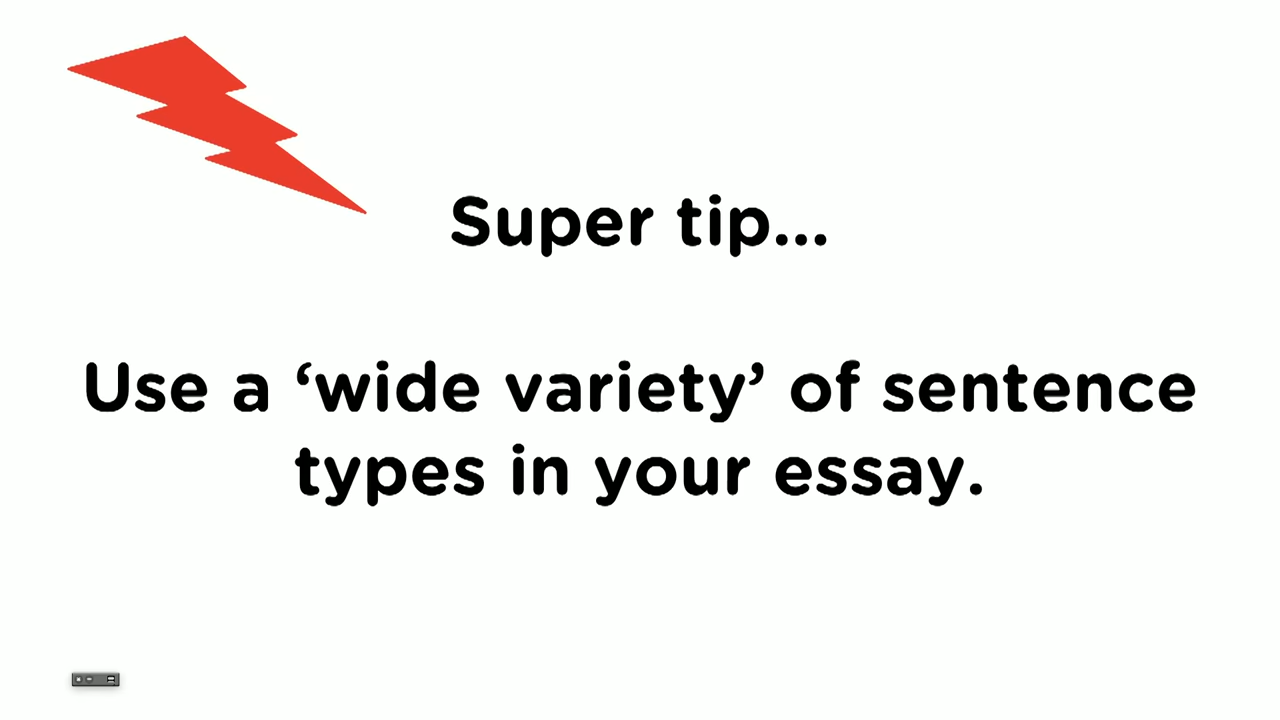 Super tip...
Use a ‘wide variety’ of sentence
types in your essay.